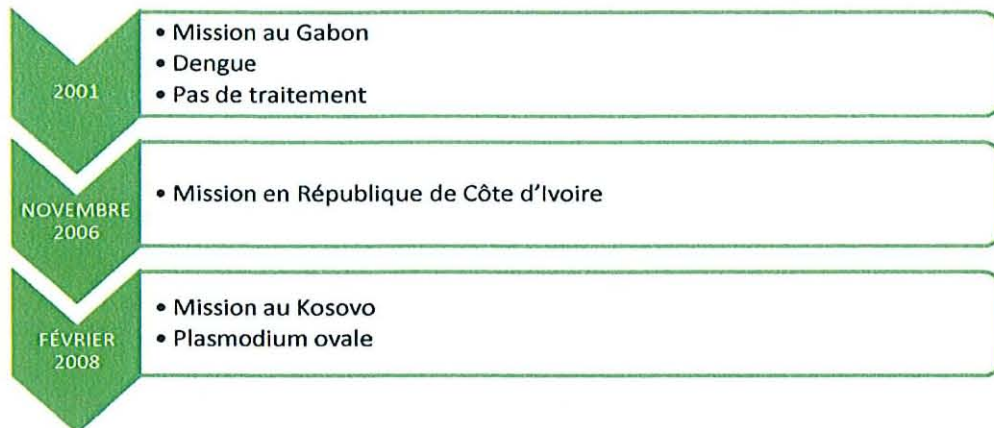 2001
• Mission au Gabon
• Dengue
• Pas de traitement
NOVEMBRE
2006
• Mission en République de Côte d'Ivoire
FÉVRIER
2008
• Mission au Kosovo
• Plasmodium ovale